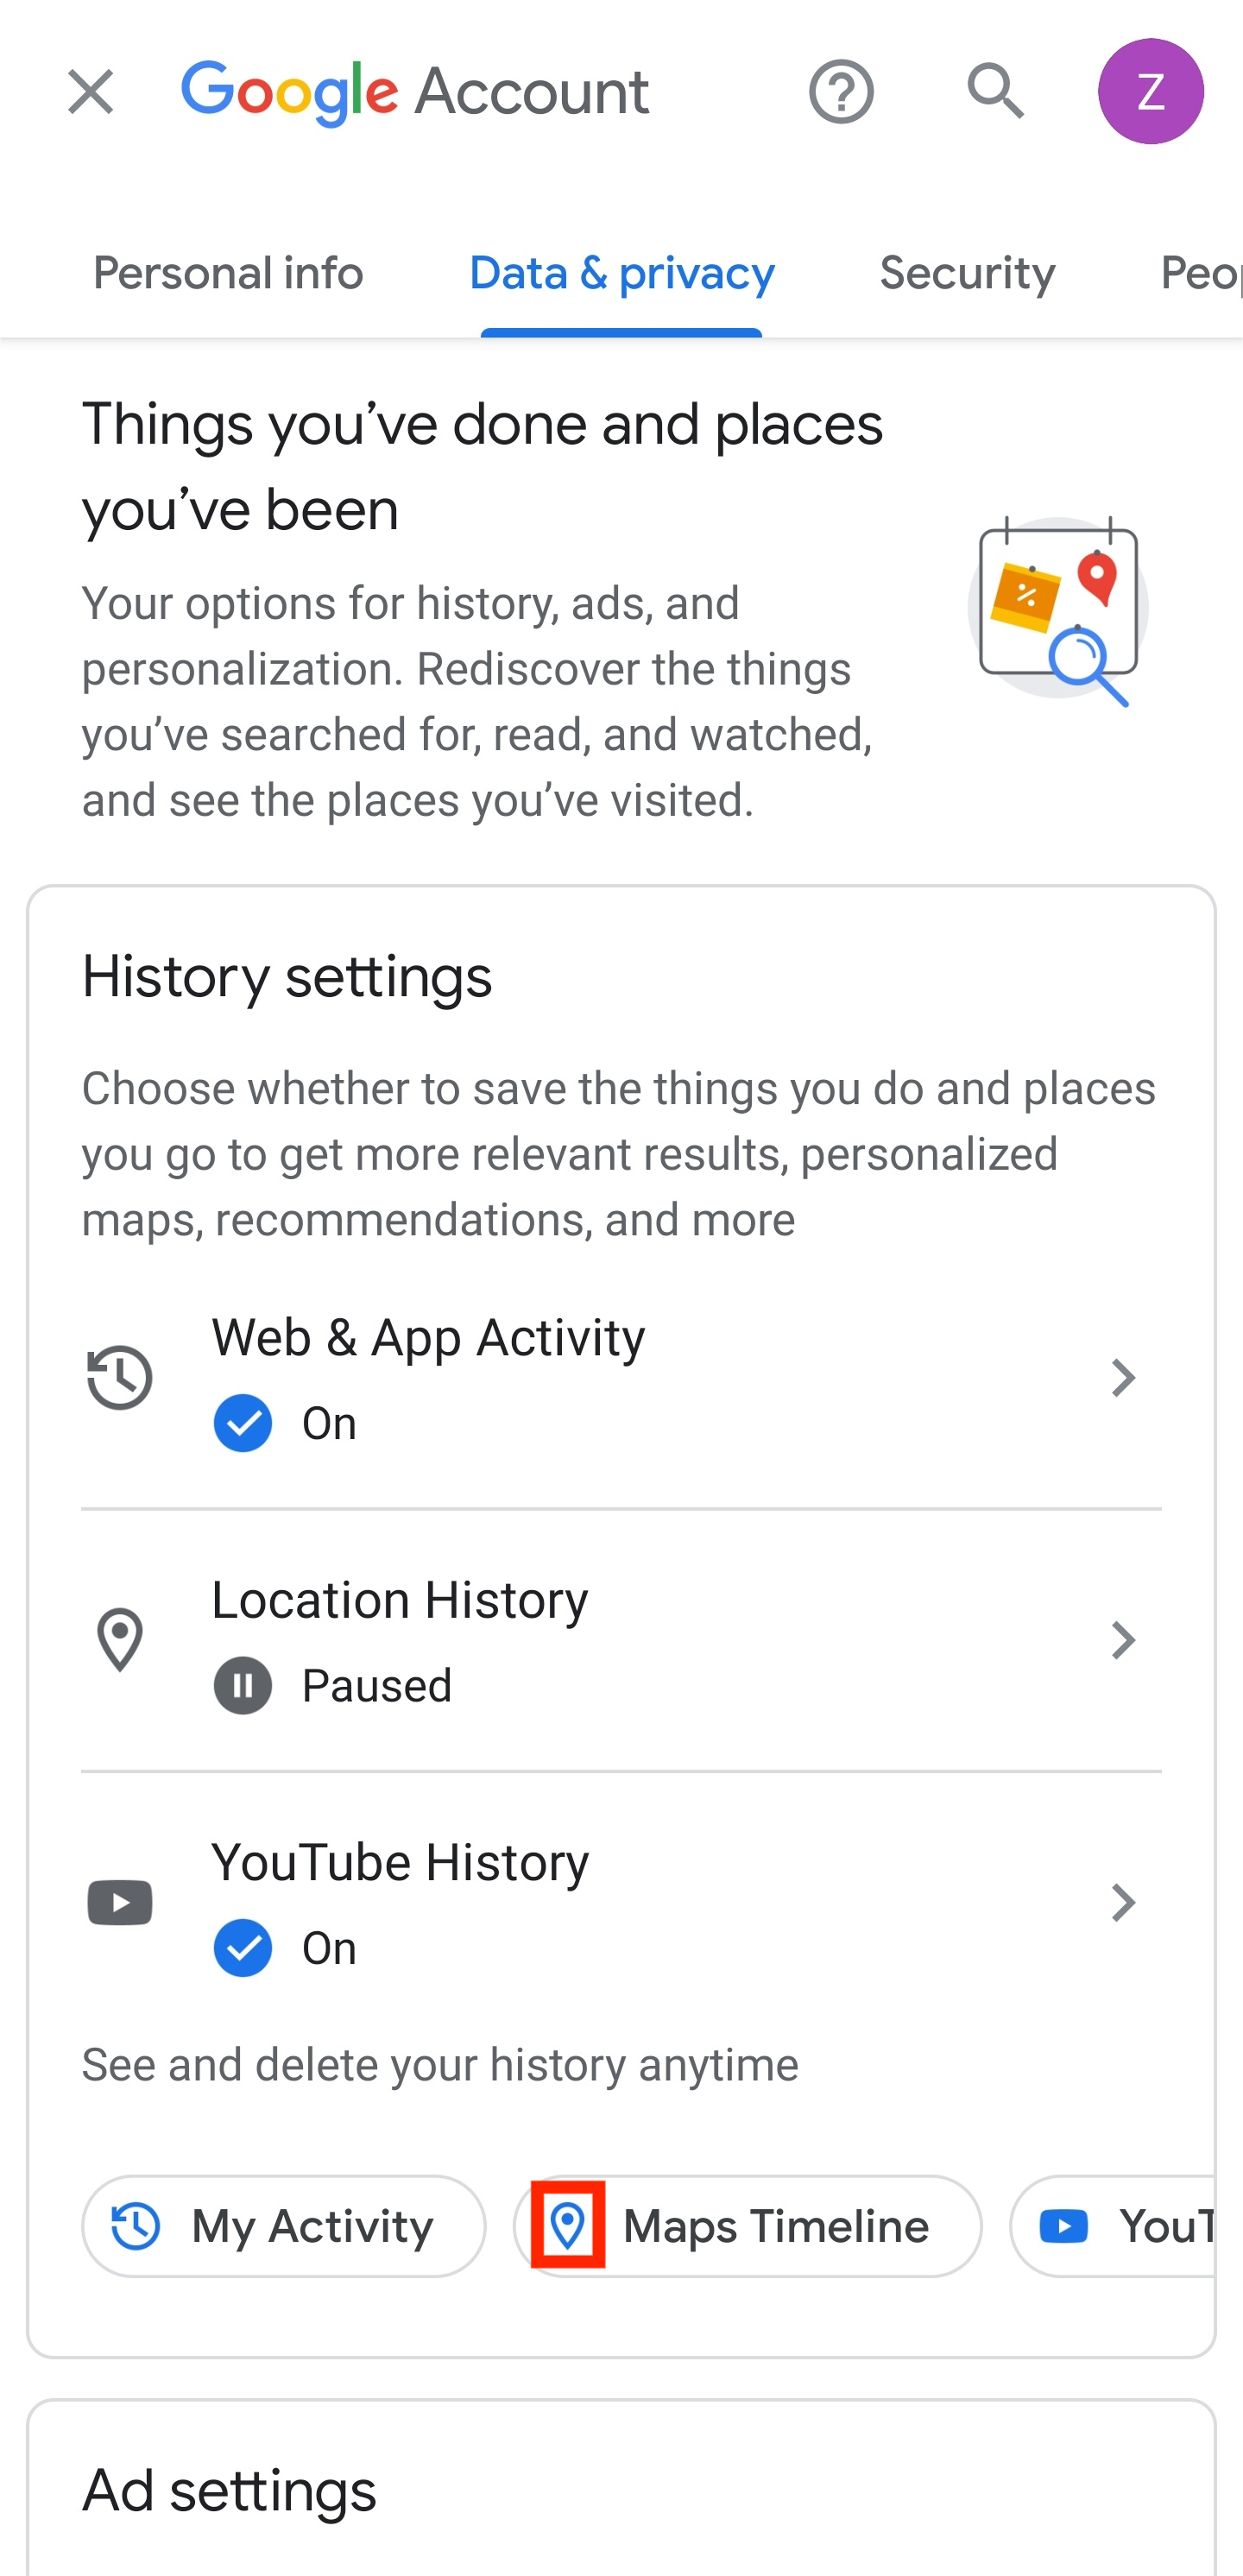 Google Account
Z
Personal info Data & privacy Security Peop
Things you’ve done and places
you’ve been
Your options for history, ads, and
personalization. Rediscover the things
you’ve searched for, read, and watched,
and see the places you’ve visited.
History settings
Choose whether to save the things you do and places
you go to get more relevant results, personalized
maps, recommendations, and more
Web & App Activity
On
Location History
Paused
YouTube History
On
See and delete your history anytime
My Activity Maps Timeline YouT
Ad settings